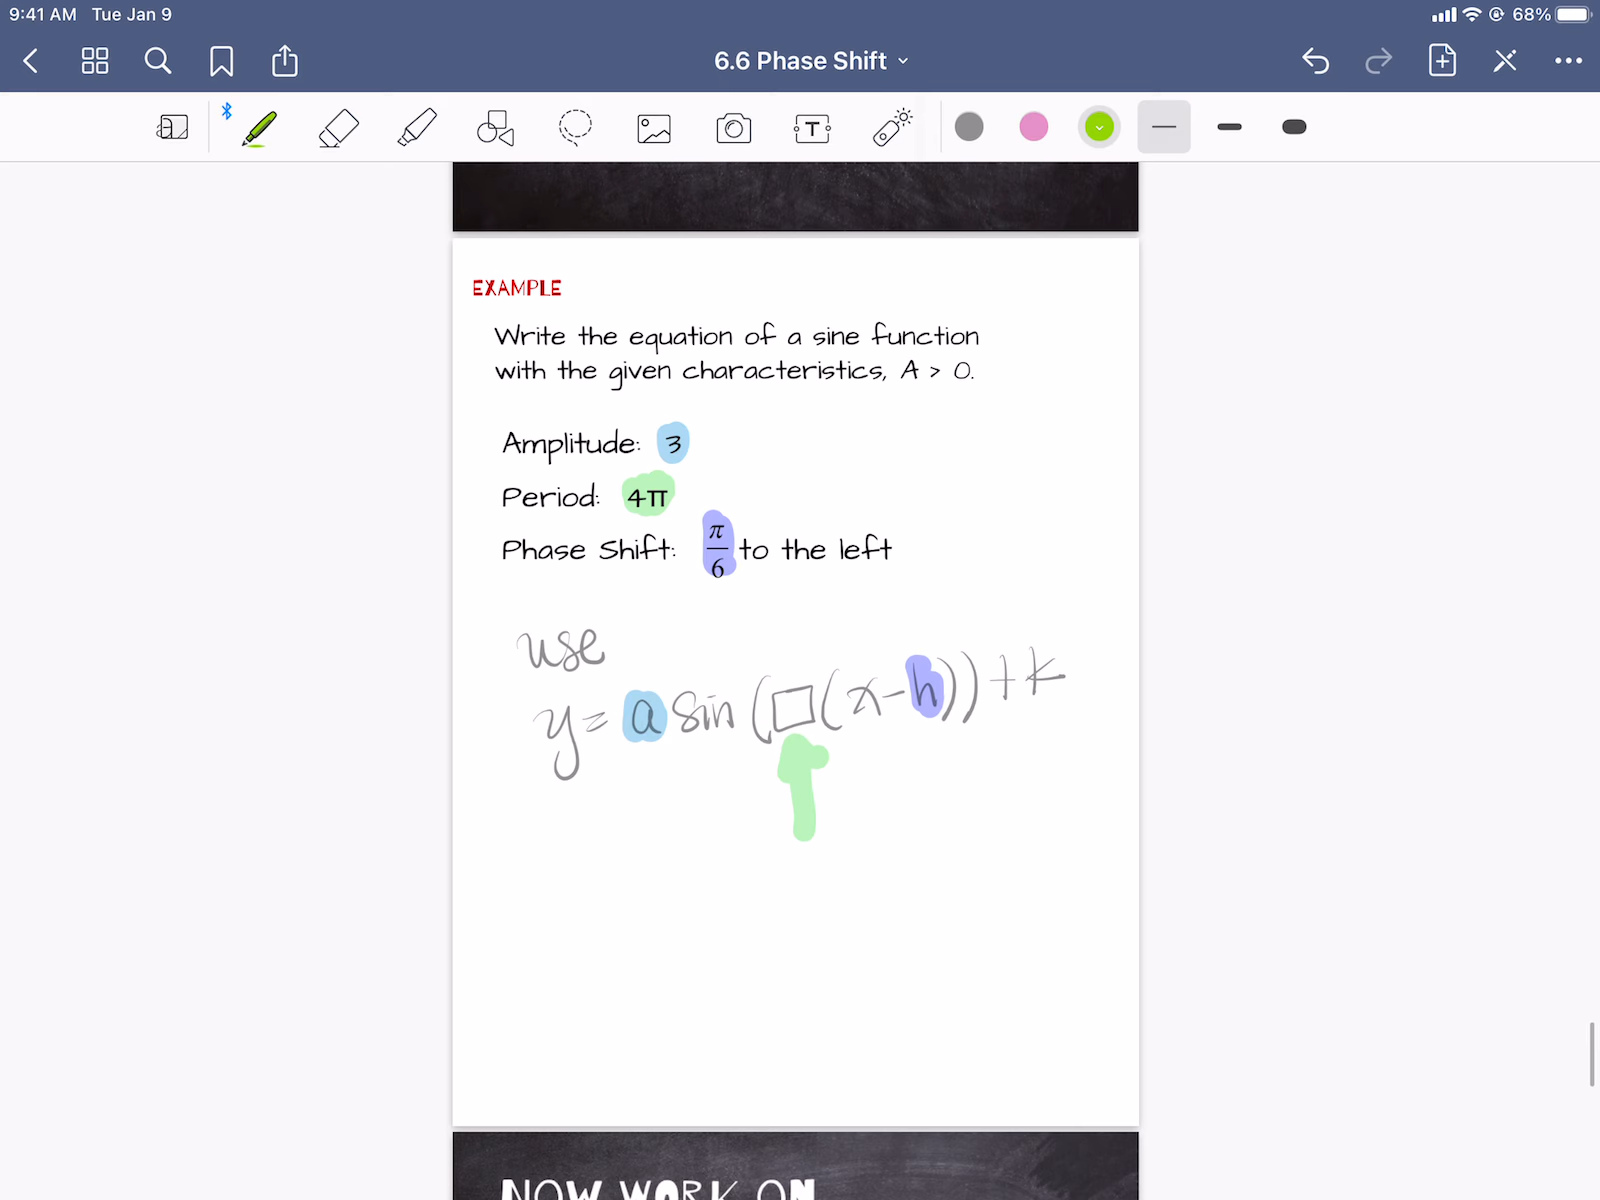 9:41 AM Tue Jan 9 68%
6.6 Phase Shift
T
EXAMPLE
Write the equation of a sine function
with the given characteristics, A > 0.
Amplitude: 3
Period: 4π
Phase Shift: π/6 to the left
use
y = a sin (□(x-h)) + k
NOW WORK ON